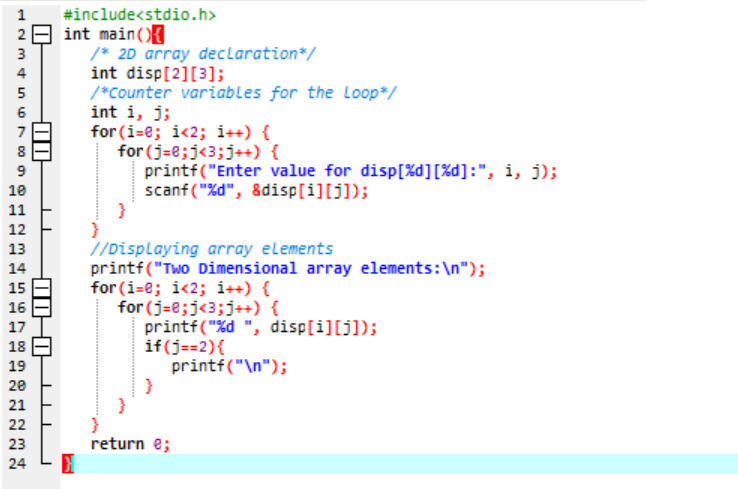 1 #include<stdio.h>
2 int main(){
3 /* 2D array declaration*/
4 int disp[2][3];
5 /*Counter variables for the loop*/
6 int i, j;
7 for(i=0; i<2; i++) {
8 for(j=0;j<3;j++) {
9 printf("Enter value for disp[%d][%d]:", i, j);
10 scanf("%d", &disp[i][j]);
11 }
12 }
13 //Displaying array elements
14 printf("Two Dimensional array elements:\n");
15 for(i=0; i<2; i++) {
16 for(j=0;j<3;j++) {
17 printf("%d ", disp[i][j]);
18 if(j==2){
19 printf("\n");
20 }
21 }
22 }
23 return 0;
24 }